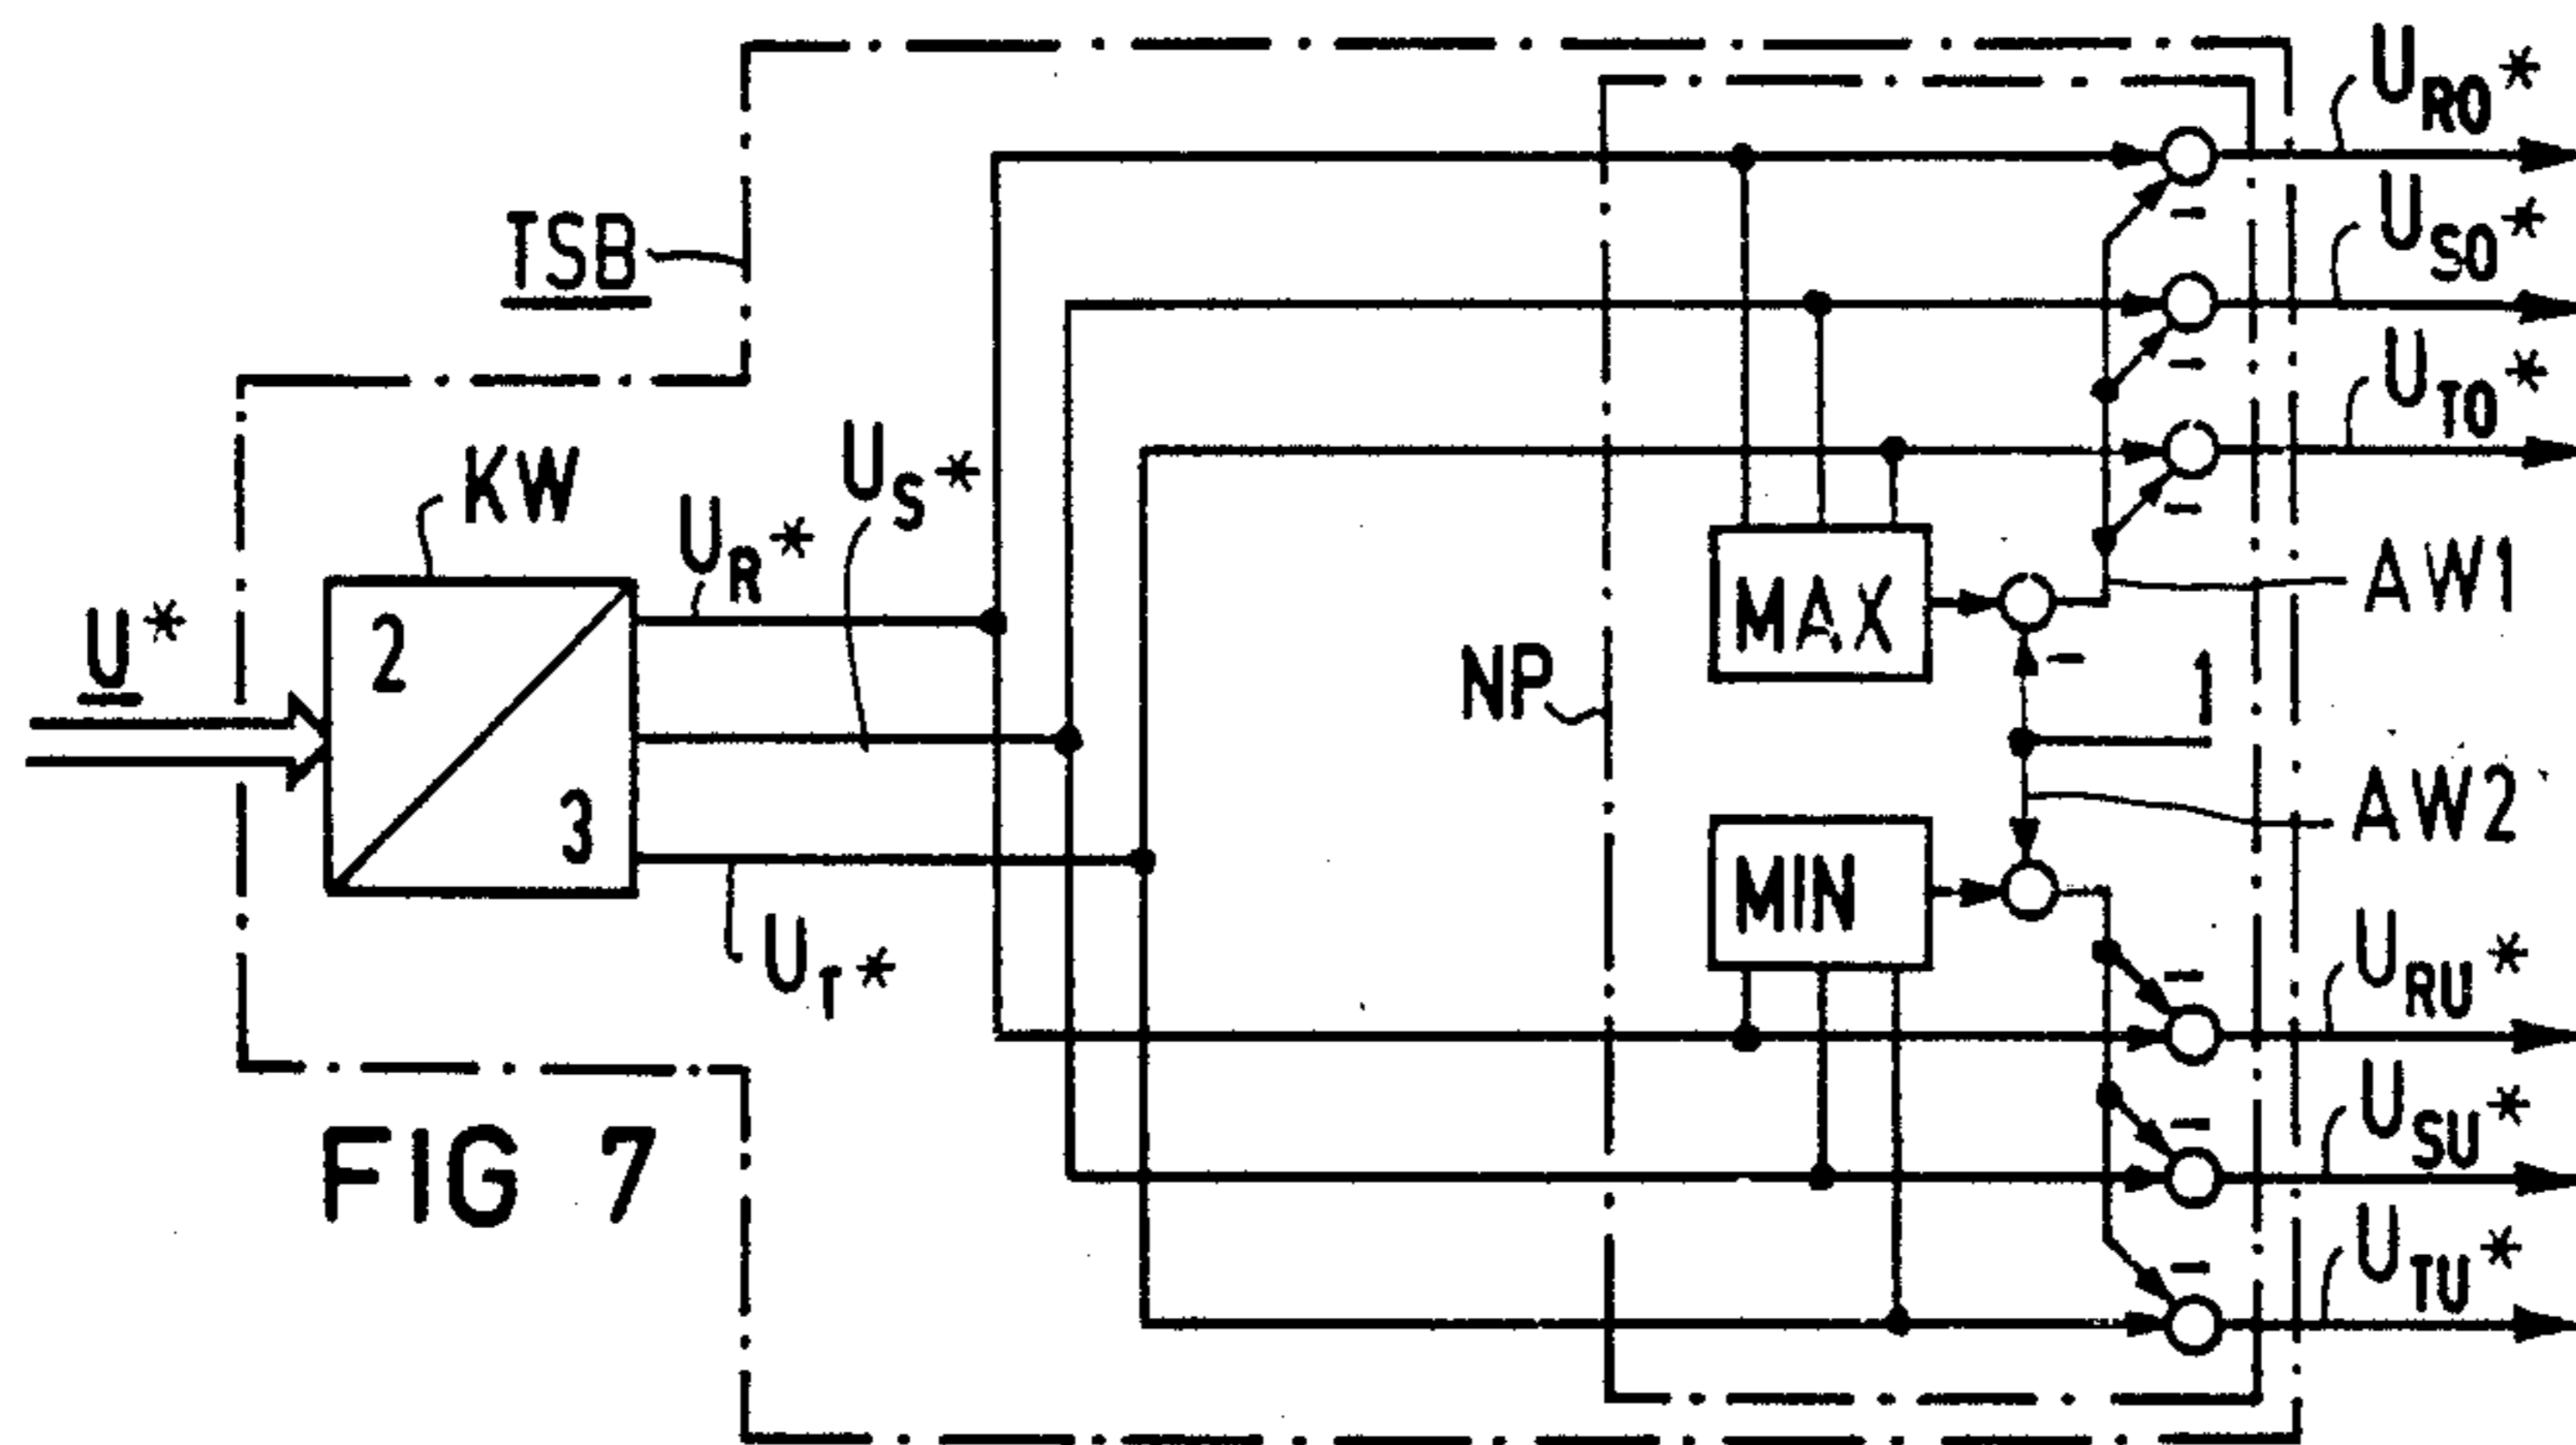 U_RO*
U_SO*
TSB
U_TO*
KW
U_S*
U_R*
AW1
U*
2
MAX
–
NP
1
AW2
3
MIN
U_T*
U_RU*
U_SU*
FIG 7
U_TU*